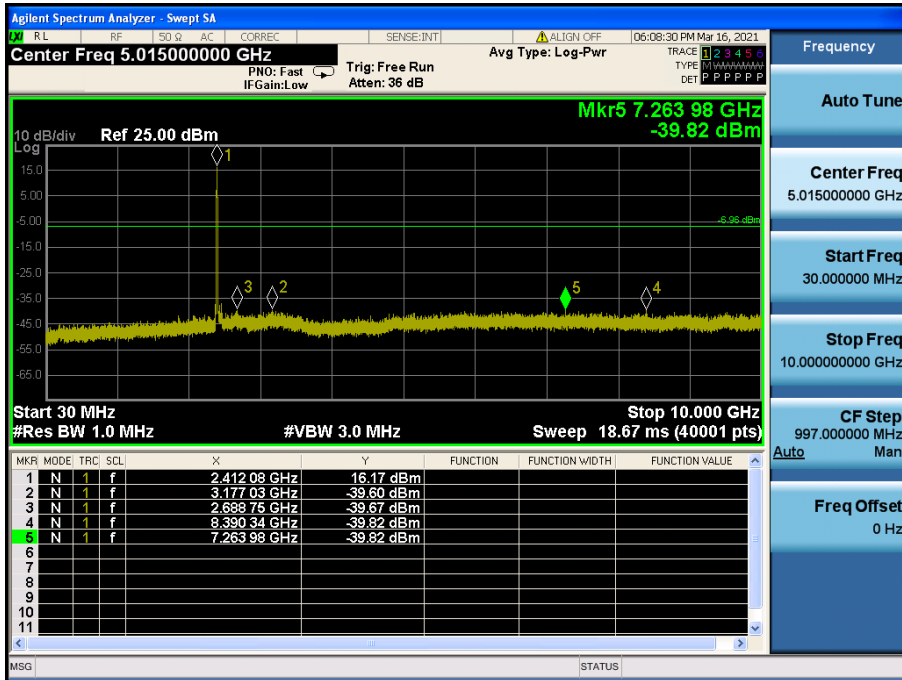 Agilent Spectrum Analyzer - Swept SA
LXI RL RF 50 Ω AC CORREC SENSE:INT ALIGN OFF 06:08:30 PM Mar 16, 2021
Center Freq 5.015000000 GHz
PNO: Fast
IFGain:Low
Trig: Free Run
Atten: 36 dB
Avg Type: Log-Pwr
TRACE 1 2 3 4 5 6
TYPE M WWWWW
DET P P P P P P
Mkr5 7.263 98 GHz
-39.82 dBm
10 dB/div Ref 25.00 dBm
Log
15.0
5.00
-5.00
-15.0
-25.0
-35.0
-45.0
-55.0
-65.0
1
-6.96 dBm
3
2
5
4
Start 30 MHz
Stop 10.000 GHz
#Res BW 1.0 MHz
#VBW 3.0 MHz
Sweep 18.67 ms (40001 pts)
MKR MODE TRC SCL X Y FUNCTION FUNCTION WIDTH FUNCTION VALUE
1 N 1 f 2.412 08 GHz 16.17 dBm
2 N 1 f 3.177 03 GHz -39.60 dBm
3 N 1 f 2.688 75 GHz -39.67 dBm
4 N 1 f 8.390 34 GHz -39.82 dBm
5 N 1 f 7.263 98 GHz -39.82 dBm
6
7
8
9
10
11
MSG
STATUS
Frequency
Auto Tune
Center Freq
5.015000000 GHz
Start Freq
30.000000 MHz
Stop Freq
10.000000000 GHz
CF Step
997.000000 MHz
Auto Man
Freq Offset
0 Hz